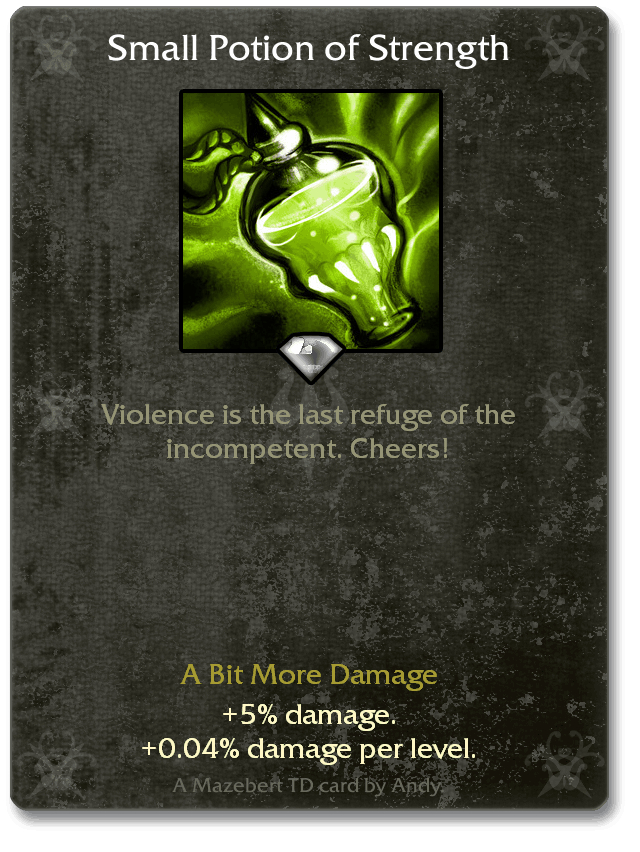 Small Potion of Strength
Violence is the last refuge of the
incompetent. Cheers!
A Bit More Damage
+5% damage.
+0.04% damage per level.
A Mazebert TD card by Andy